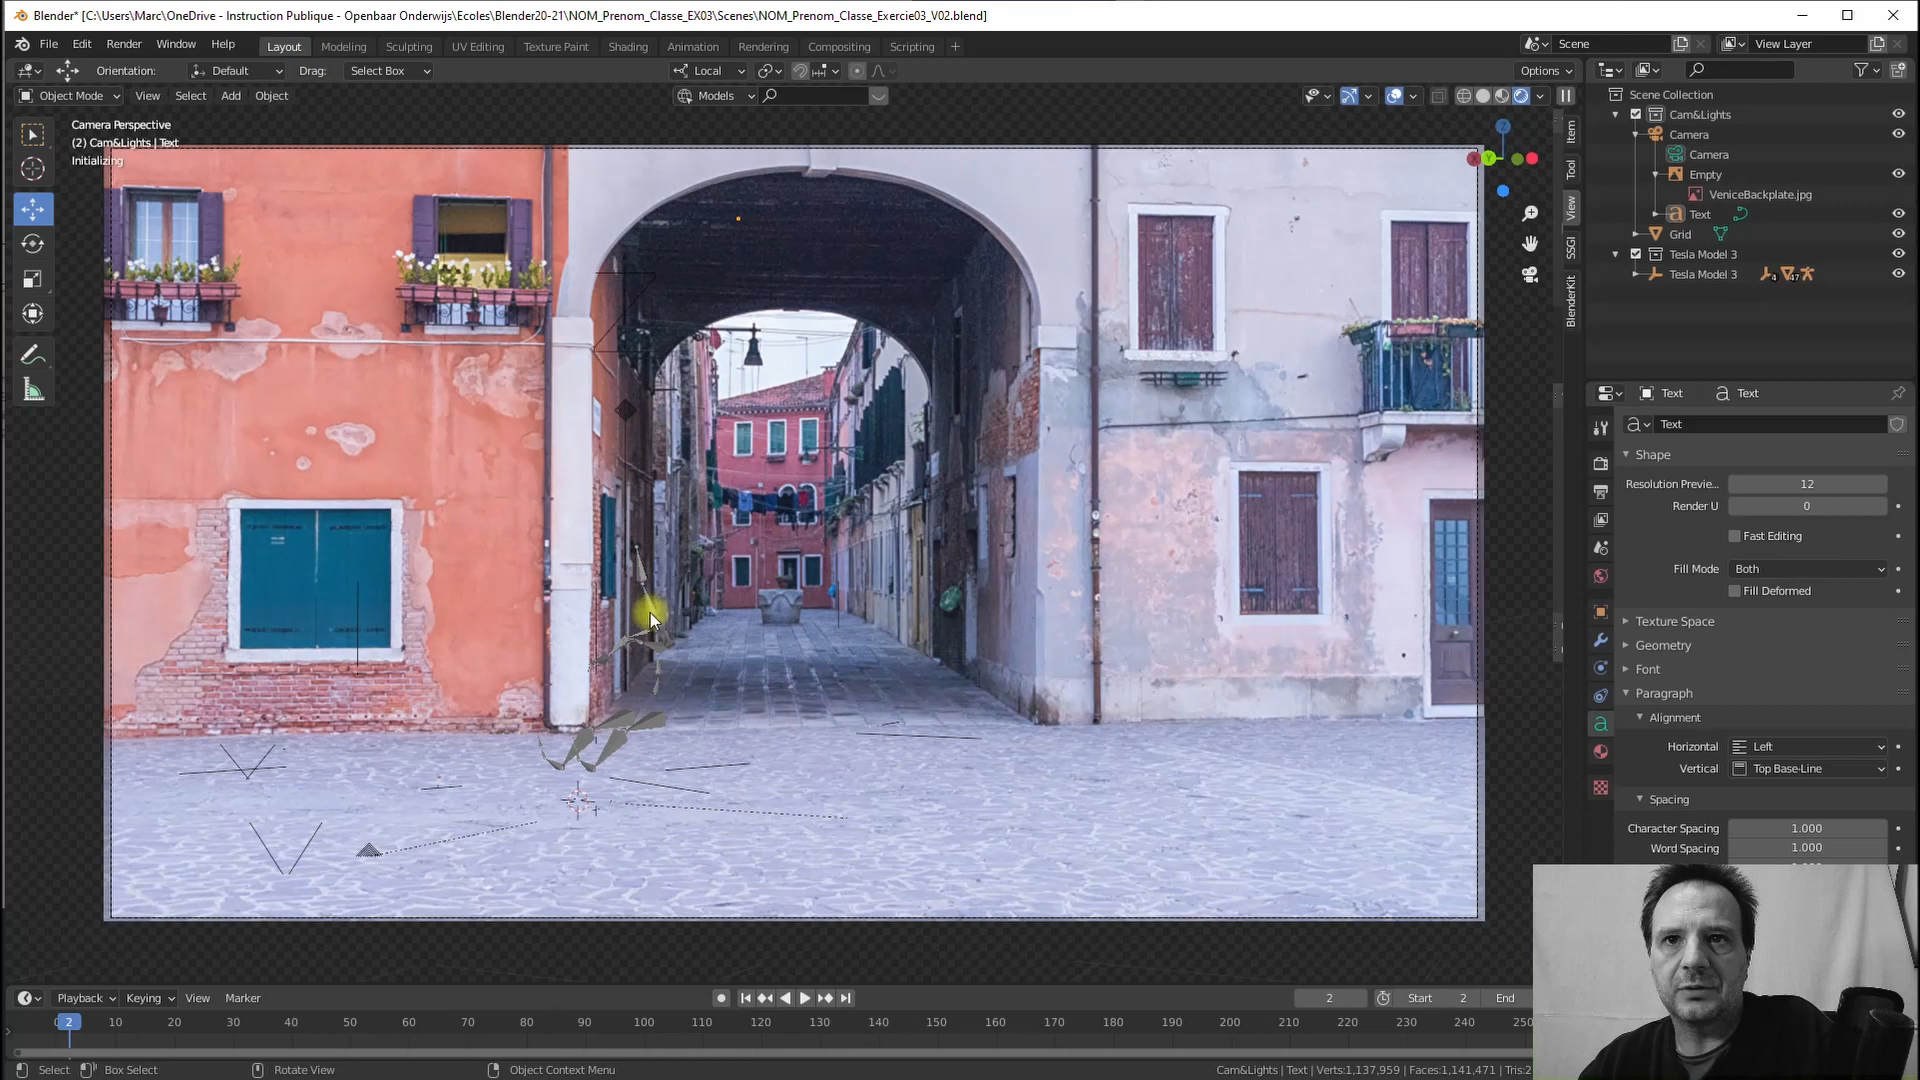 Blender* [C:\Users\Marc\OneDrive - Instruction Publique - Openbaar Onderwijs\Ecoles\Blender20-21\NOM_Prenom_Classe_EX03\Scenes\NOM_Prenom_Classe_Exercie03_V02.blend]
File Edit Render Window Help Layout Modeling Sculpting UV Editing Texture Paint Shading Animation Rendering Compositing Scripting + Scene View Layer
Orientation: Default Drag: Select Box Local Options
Object Mode View Select Add Object Models
Camera Perspective
(2) Cam&Lights | Text
Initializing
Z
X
Y
Item
Tool
View
SSGI
BlenderKit
Scene Collection
Cam&Lights
Camera
Camera
Empty
VeniceBackplate.jpg
Text
Grid
Tesla Model 3
Tesla Model 3 4 47
Text Text
Text
Shape
Resolution Previe... 12
Render U 0
Fast Editing
Fill Mode Both
Fill Deformed
Texture Space
Geometry
Font
Paragraph
Alignment
Horizontal Left
Vertical Top Base-Line
Spacing
Character Spacing 1.000
Word Spacing 1.000
Playback Keying View Marker 2 Start 2 End
2 10 20 30 40 50 60 70 80 90 100 110 120 130 140 150 160 170 180 190 200 210 220 230 240 250
Select Box Select Rotate View Object Context Menu Cam&Lights | Text | Verts:1,137,959 | Faces:1,141,471 | Tris:2